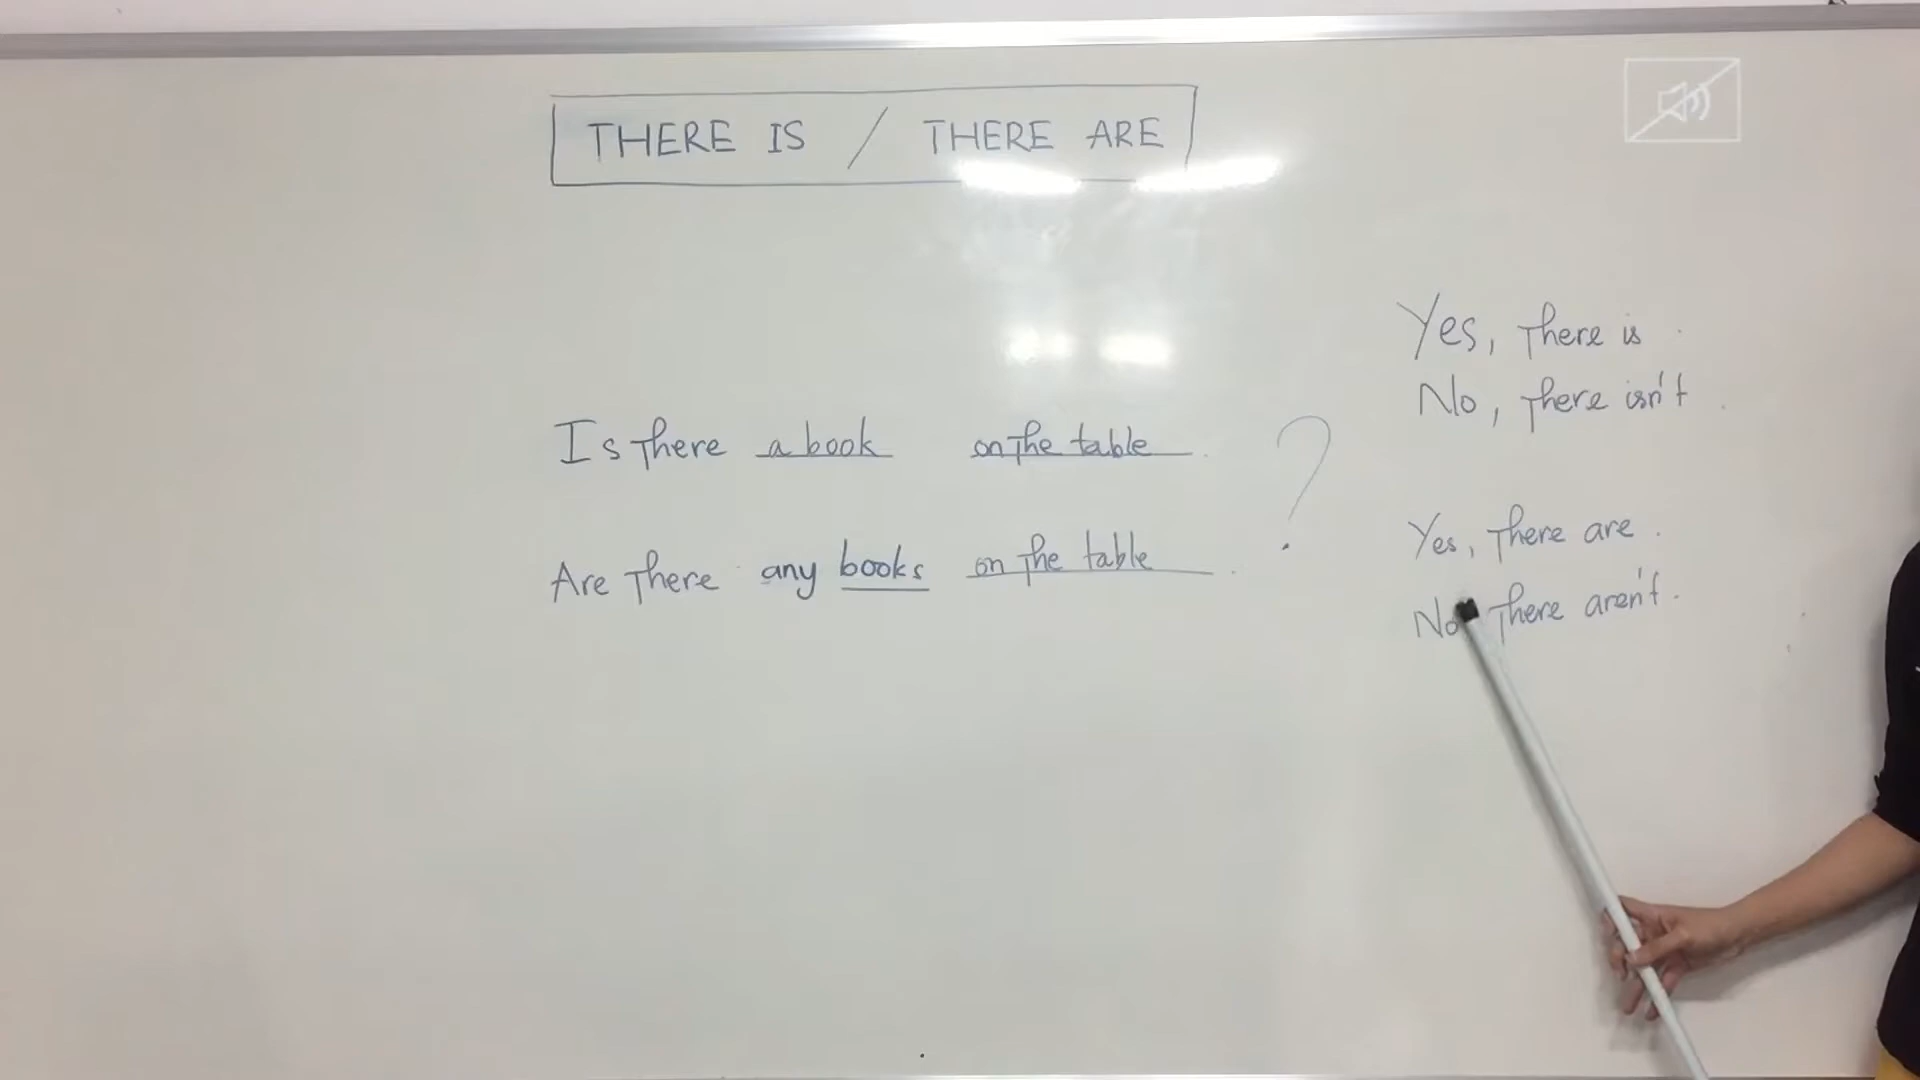 THERE IS / THERE ARE
Is there a book on the table .
Are there any books on the table .
?
Yes, there is .
No, there isn't .
Yes, there are .
No there aren't .